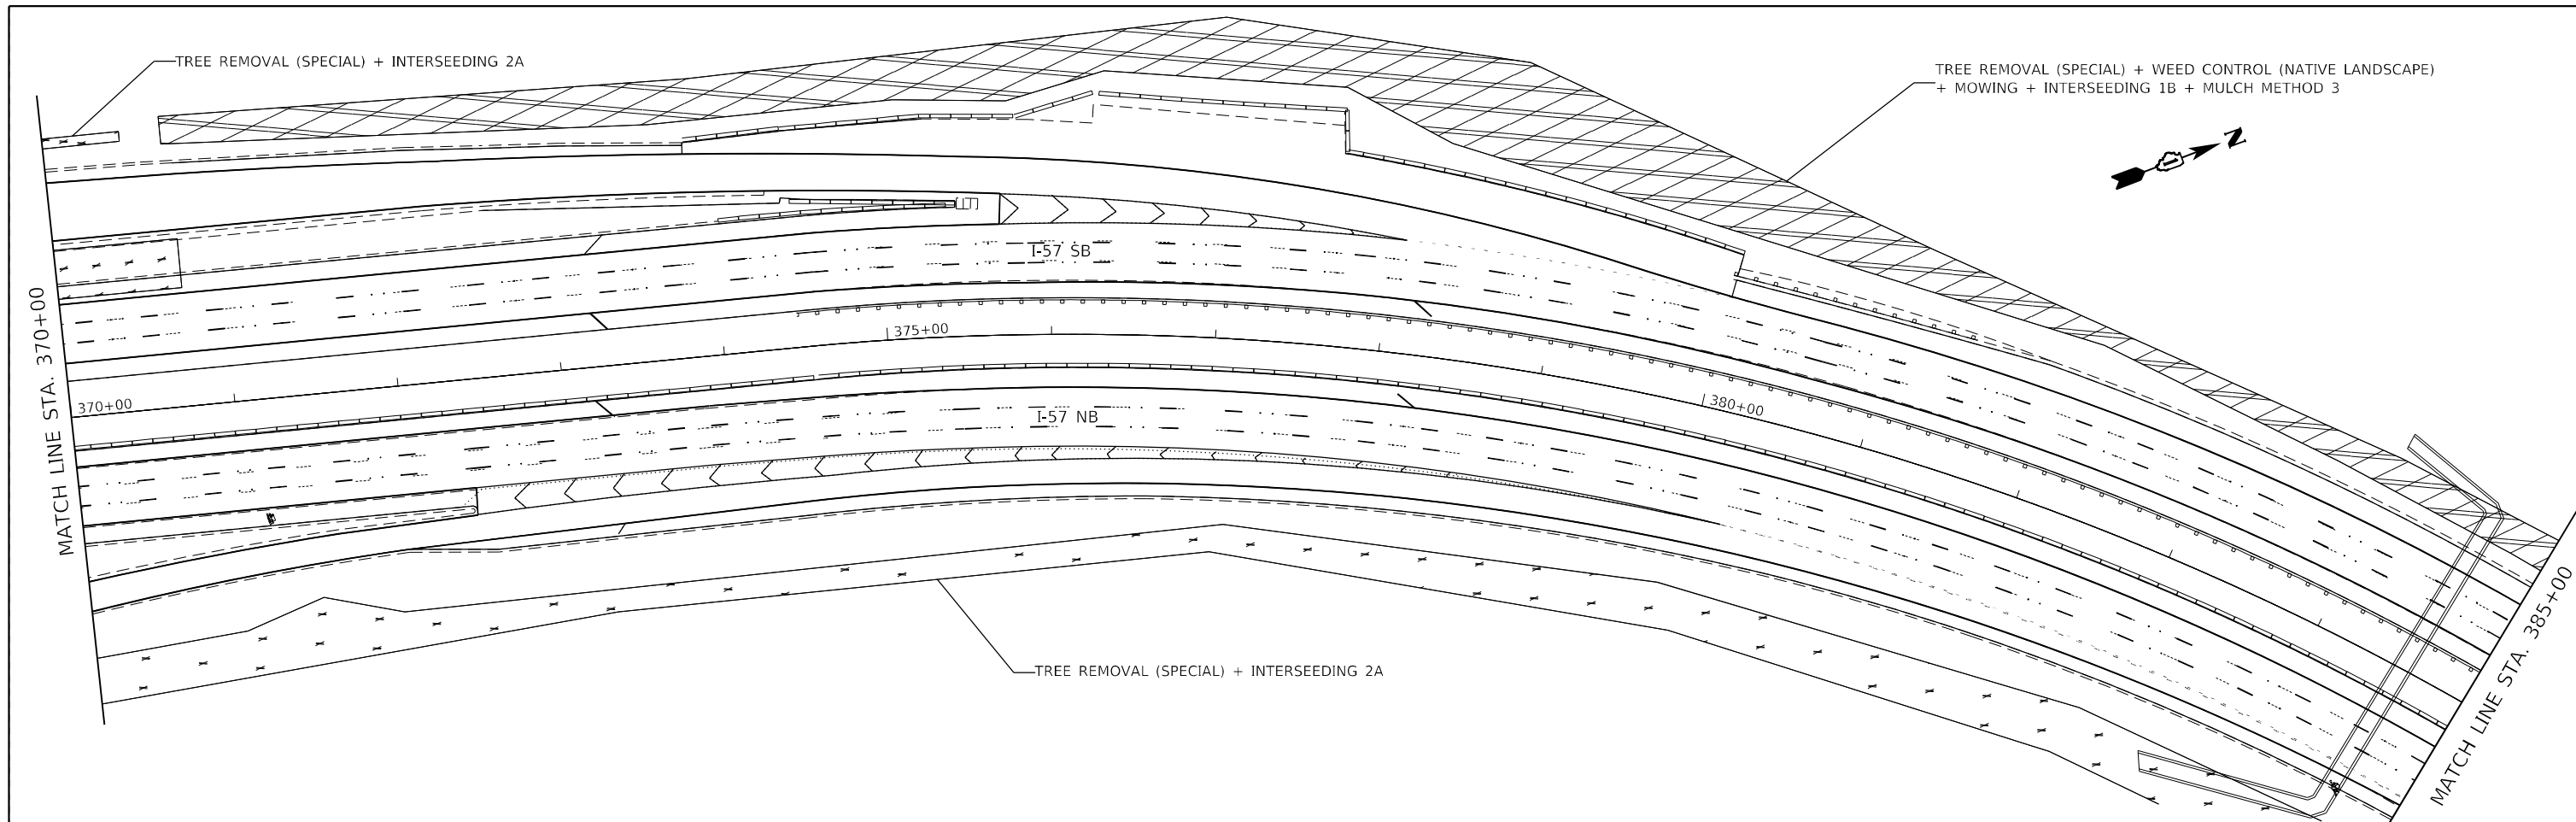 TREE REMOVAL (SPECIAL) + INTERSEEDING 2A
TREE REMOVAL (SPECIAL) + WEED CONTROL (NATIVE LANDSCAPE)
+ MOWING + INTERSEEDING 1B + MULCH METHOD 3
N
I-57 SB
375+00
MATCH LINE STA. 370+00
370+00
380+00
I-57 NB
MATCH LINE STA. 385+00
TREE REMOVAL (SPECIAL) + INTERSEEDING 2A